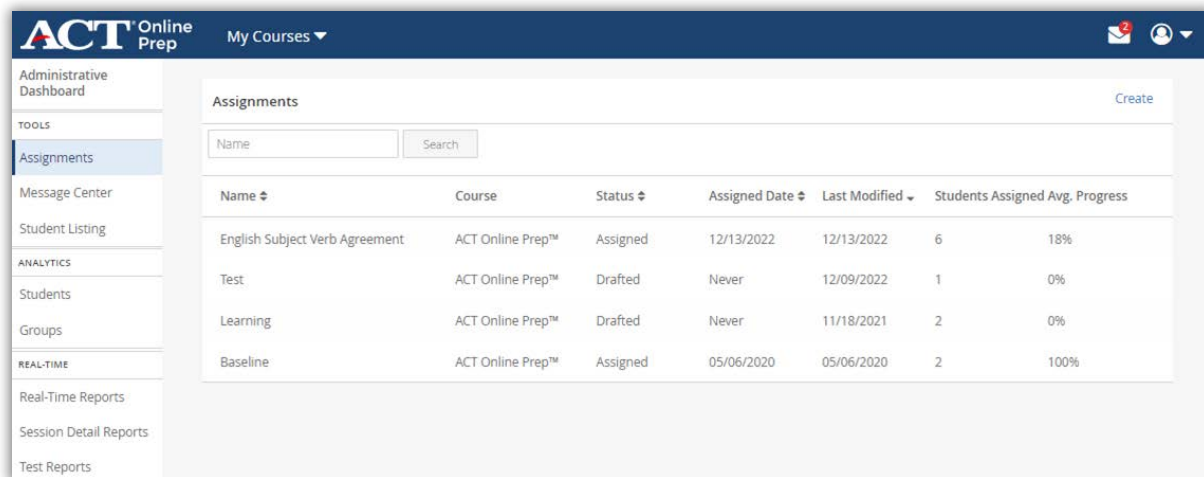 ACT® Online Prep
My Courses
2
Administrative
Dashboard
TOOLS
Assignments
Message Center
Student Listing
ANALYTICS
Students
Groups
REAL-TIME
Real-Time Reports
Session Detail Reports
Test Reports
Assignments Create
Name Search
Name Course Status Assigned Date Last Modified Students Assigned Avg. Progress
English Subject Verb Agreement ACT Online Prep™ Assigned 12/13/2022 12/13/2022 6 18%
Test ACT Online Prep™ Drafted Never 12/09/2022 1 0%
Learning ACT Online Prep™ Drafted Never 11/18/2021 2 0%
Baseline ACT Online Prep™ Assigned 05/06/2020 05/06/2020 2 100%